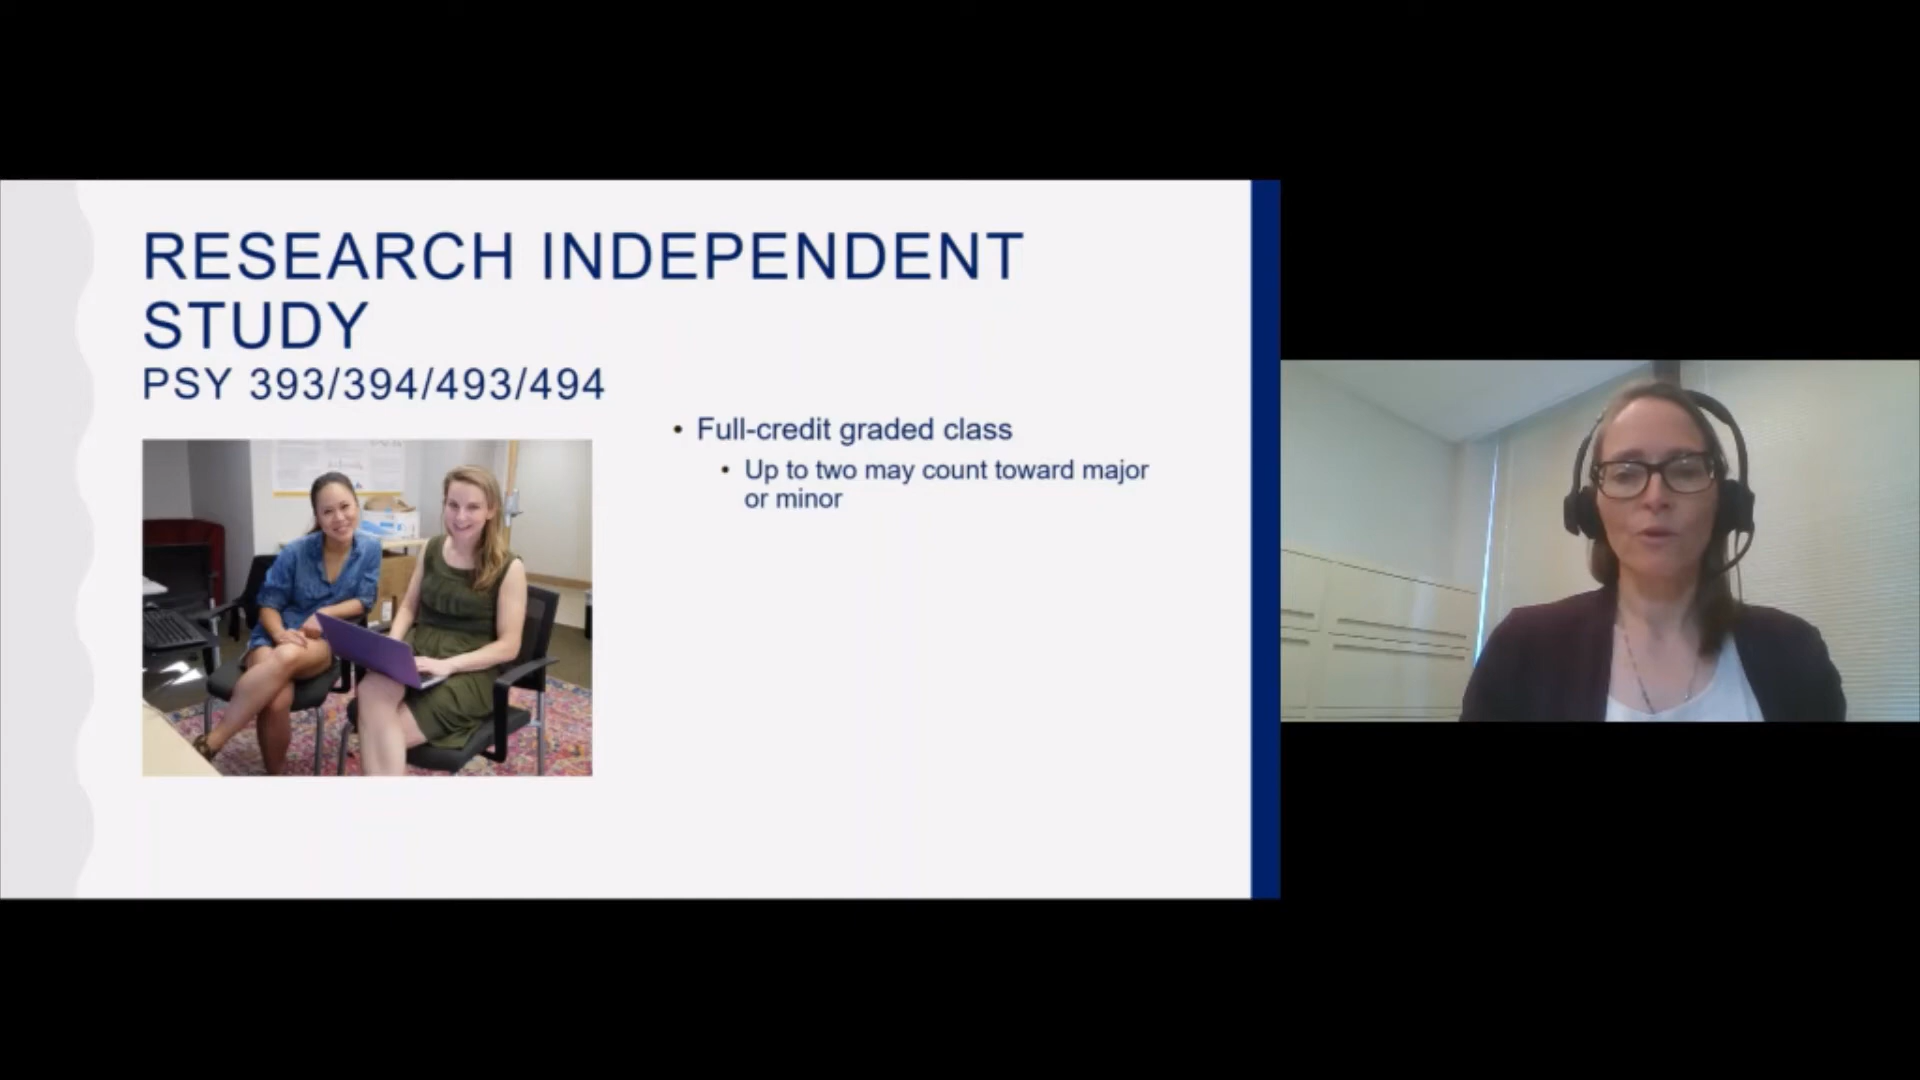 RESEARCH INDEPENDENT
STUDY
PSY 393/394/493/494
• Full-credit graded class
• Up to two may count toward major
or minor